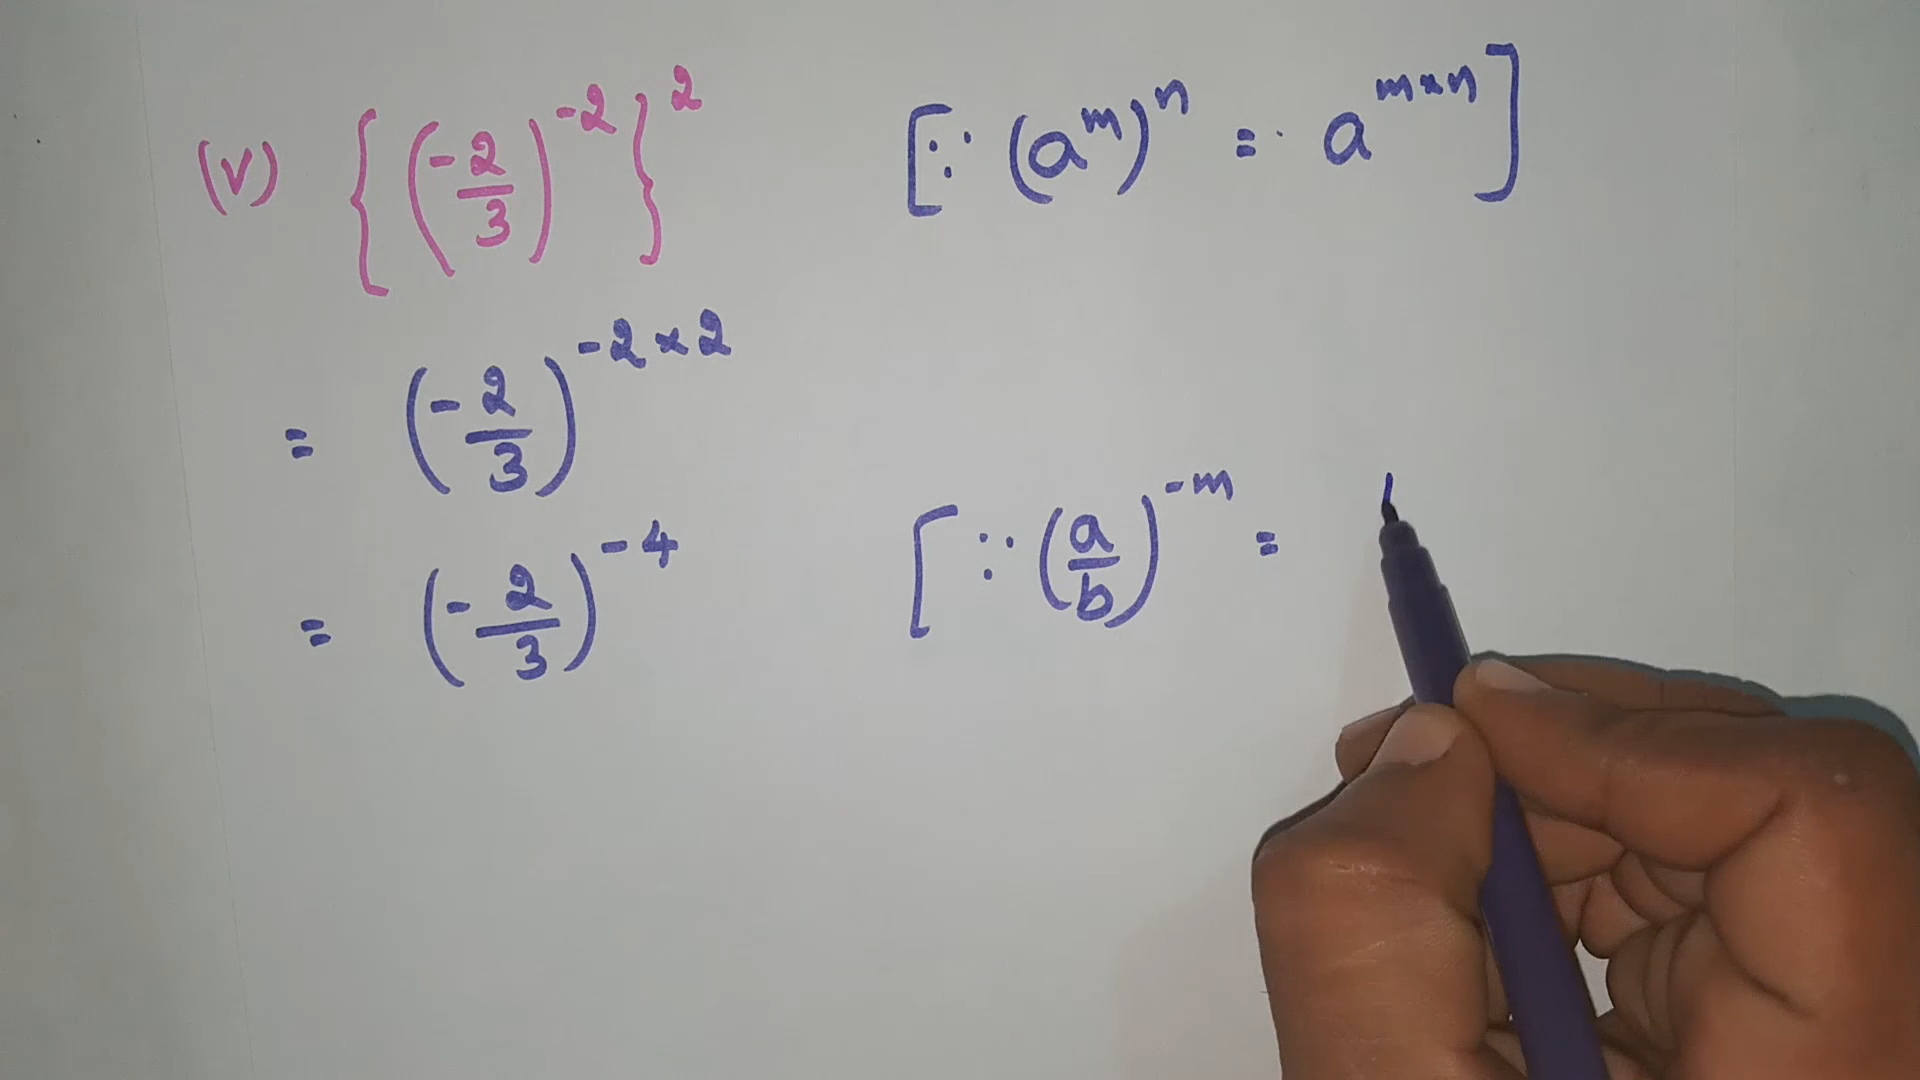 (v) {(-2/3)^-2}^2 [∵ (a^m)^n = a^m×n]
= (-2/3)^-2×2
= (-2/3)^-4 [∵ (a/b)^-m =